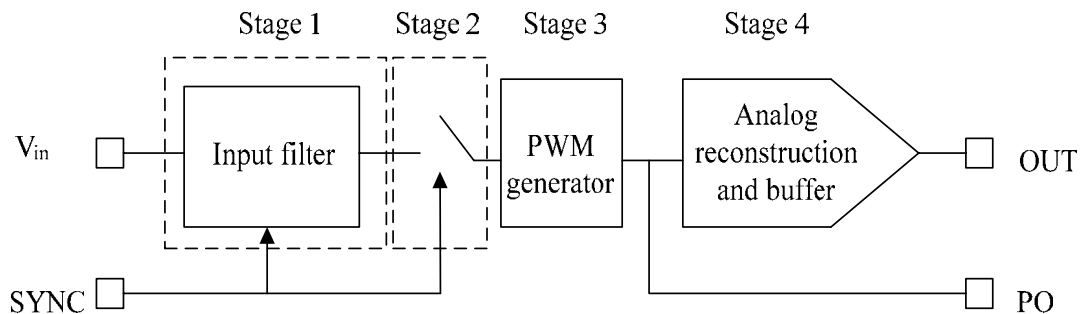 Stage 1
Stage 2
Stage 3
Stage 4
Vin
Input filter
PWM
generator
Analog
reconstruction
and buffer
OUT
SYNC
PO